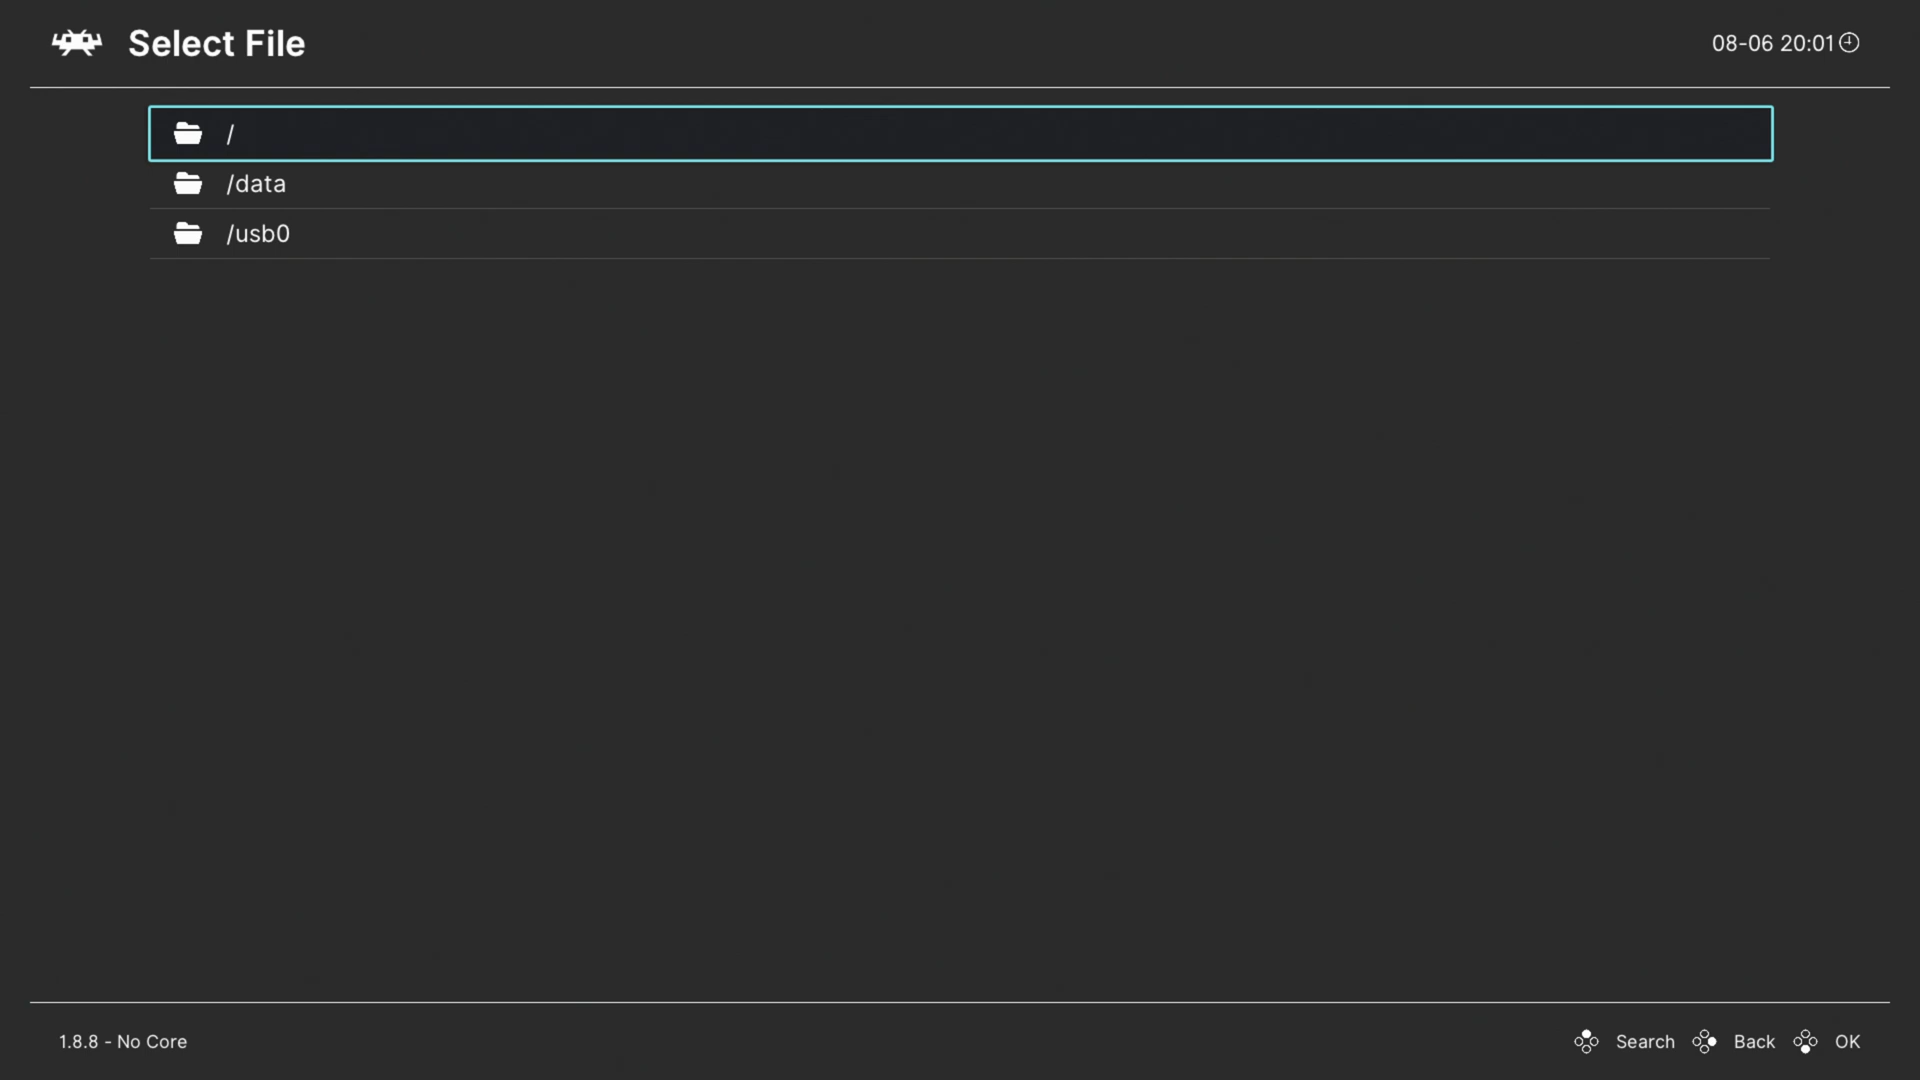 Select File
08-06 20:01
/
/data
/usb0
1.8.8 - No Core
Search Back OK